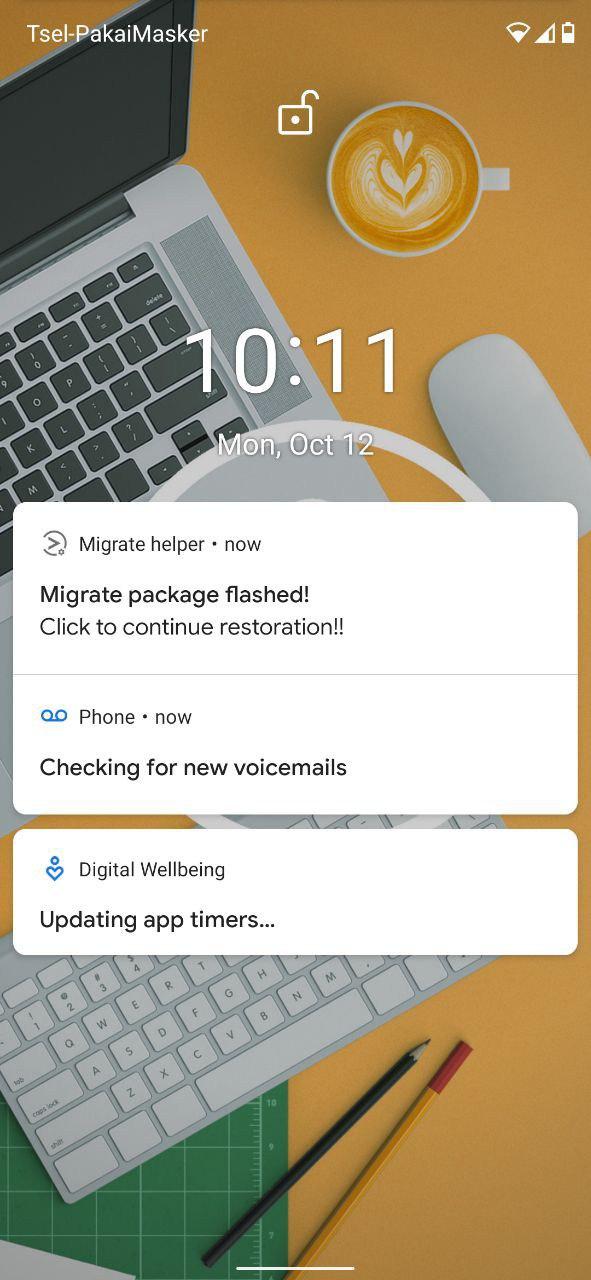 Tsel-PakaiMasker
10:11
Mon, Oct 12
Migrate helper • now
Migrate package flashed!
Click to continue restoration!!
Phone • now
Checking for new voicemails
Digital Wellbeing
Updating app timers...